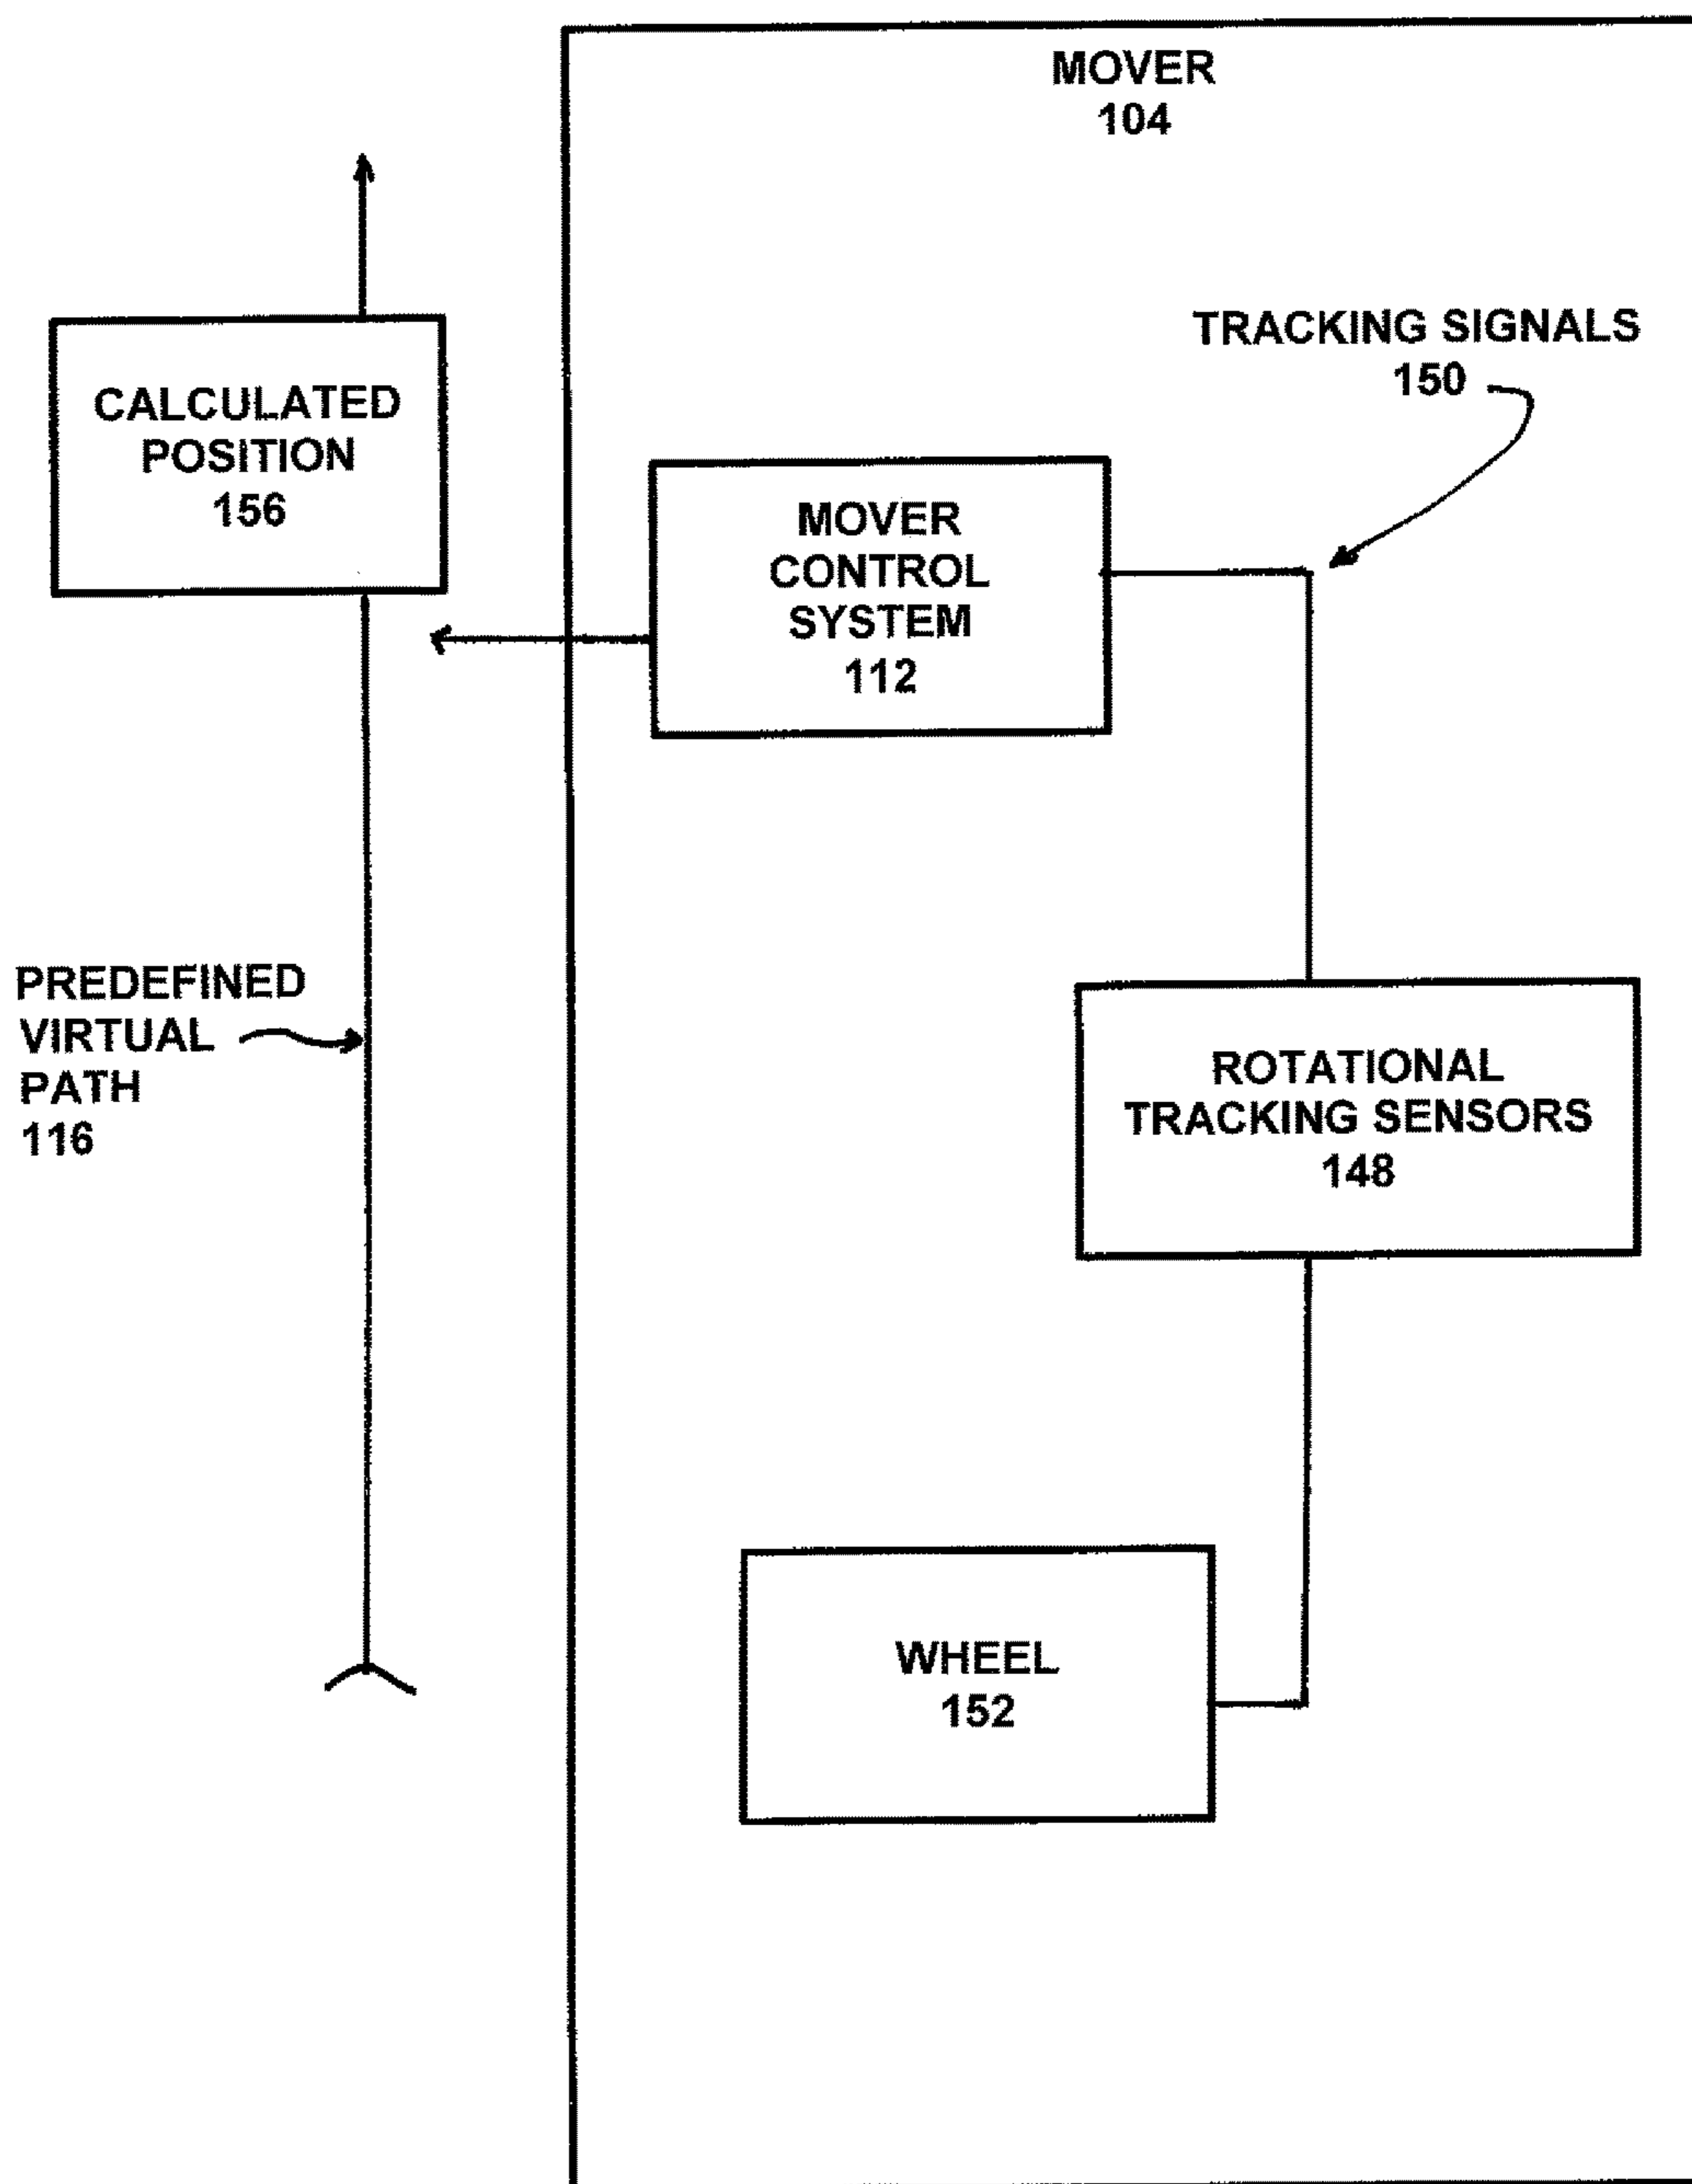 MOVER
104
TRACKING SIGNALS
150
CALCULATED
POSITION
156
MOVER
CONTROL
SYSTEM
112
PREDEFINED
VIRTUAL
PATH
116
ROTATIONAL
TRACKING SENSORS
148
WHEEL
152